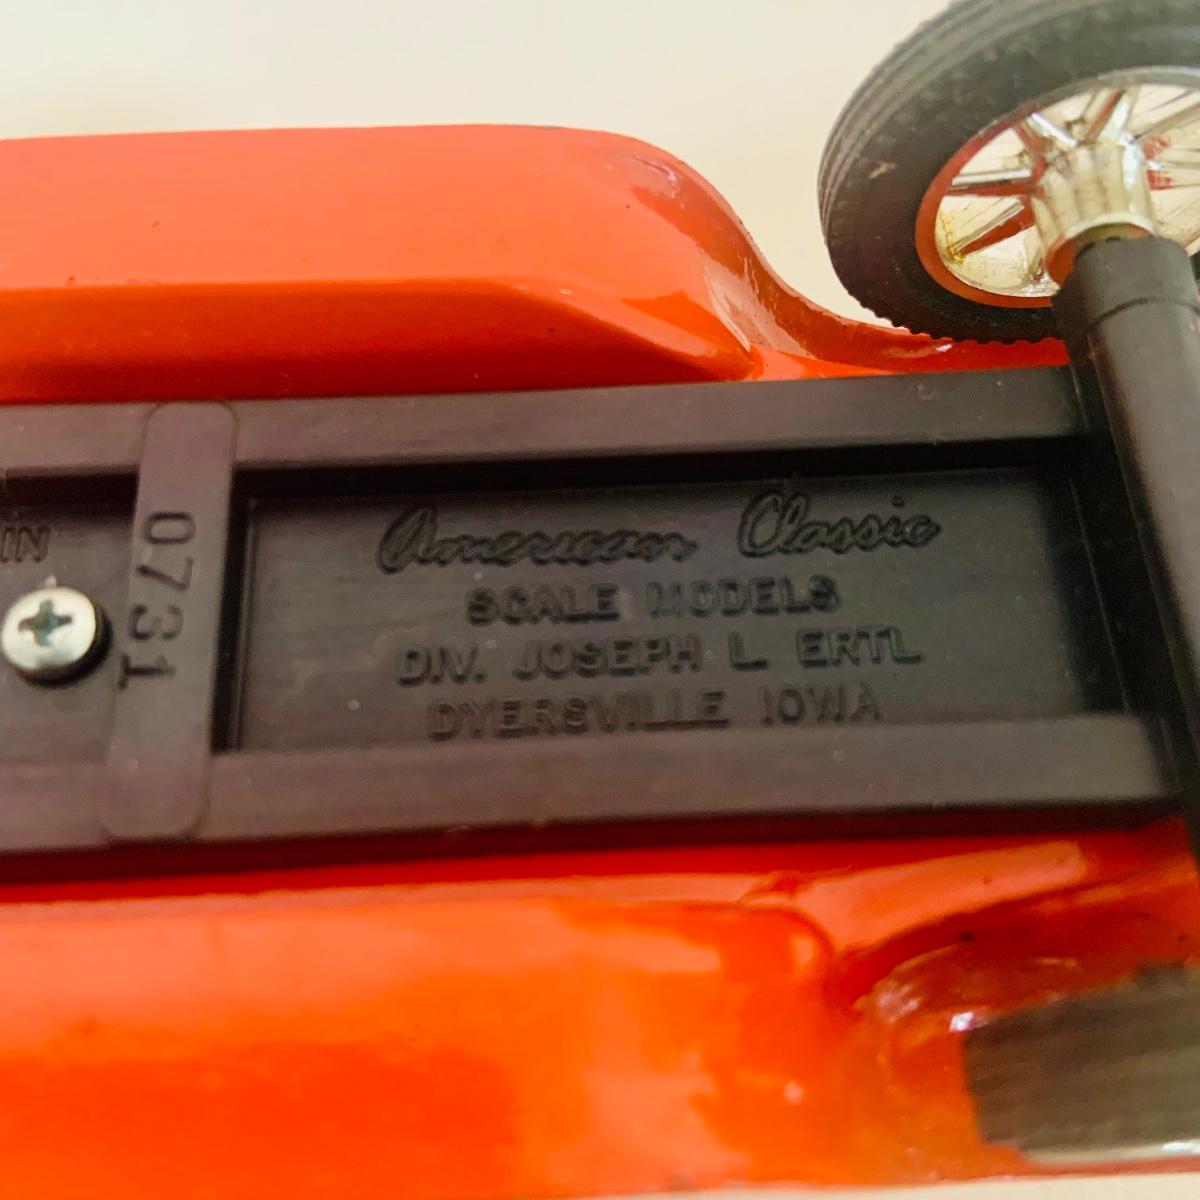 IN
0731
American Classic
SCALE MODELS
DIV. JOSEPH L. ERTL
DYERSVILLE IOWA